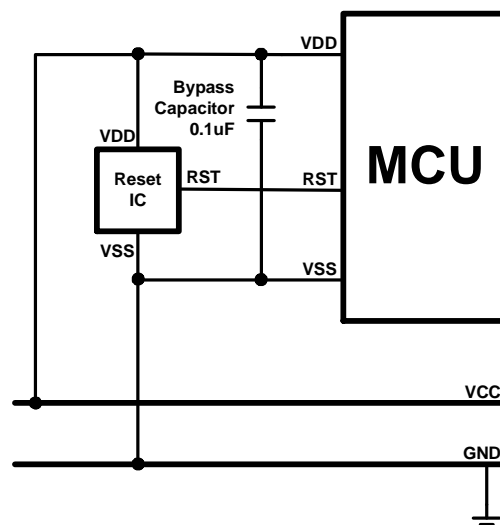 VDD
Bypass
Capacitor
0.1uF
VDD
MCU
Reset
IC
RST
RST
VSS
VSS
VCC
GND